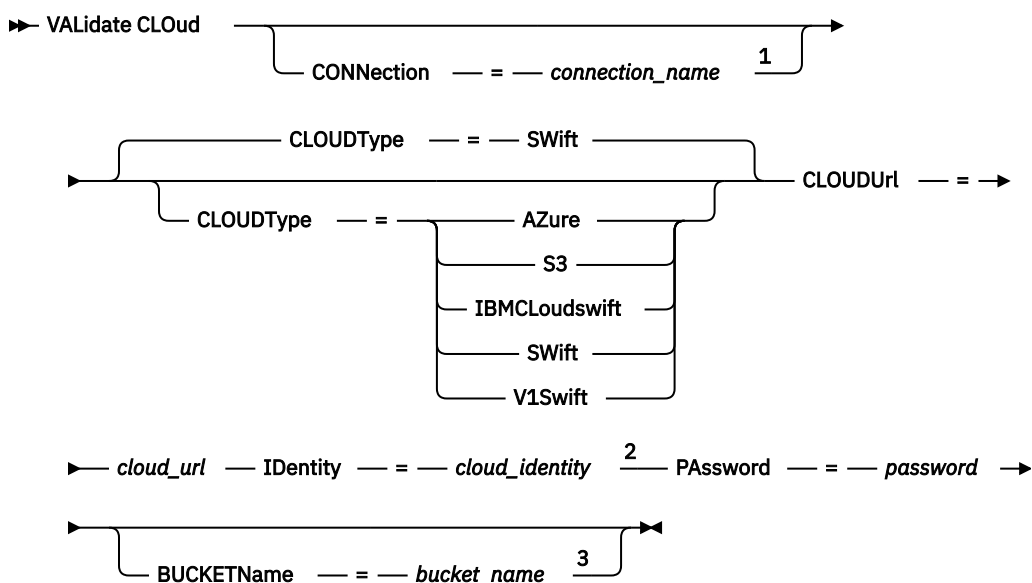 VALidate CLOud
CONNection = connection_name 1
CLOUDType = SWift
CLOUDUrl =
CLOUDType = AZure
S3
IBMCLoudswift
SWift
V1Swift
cloud_url IDentity = cloud_identity 2 PAssword = password
BUCKETName = bucket_name 3